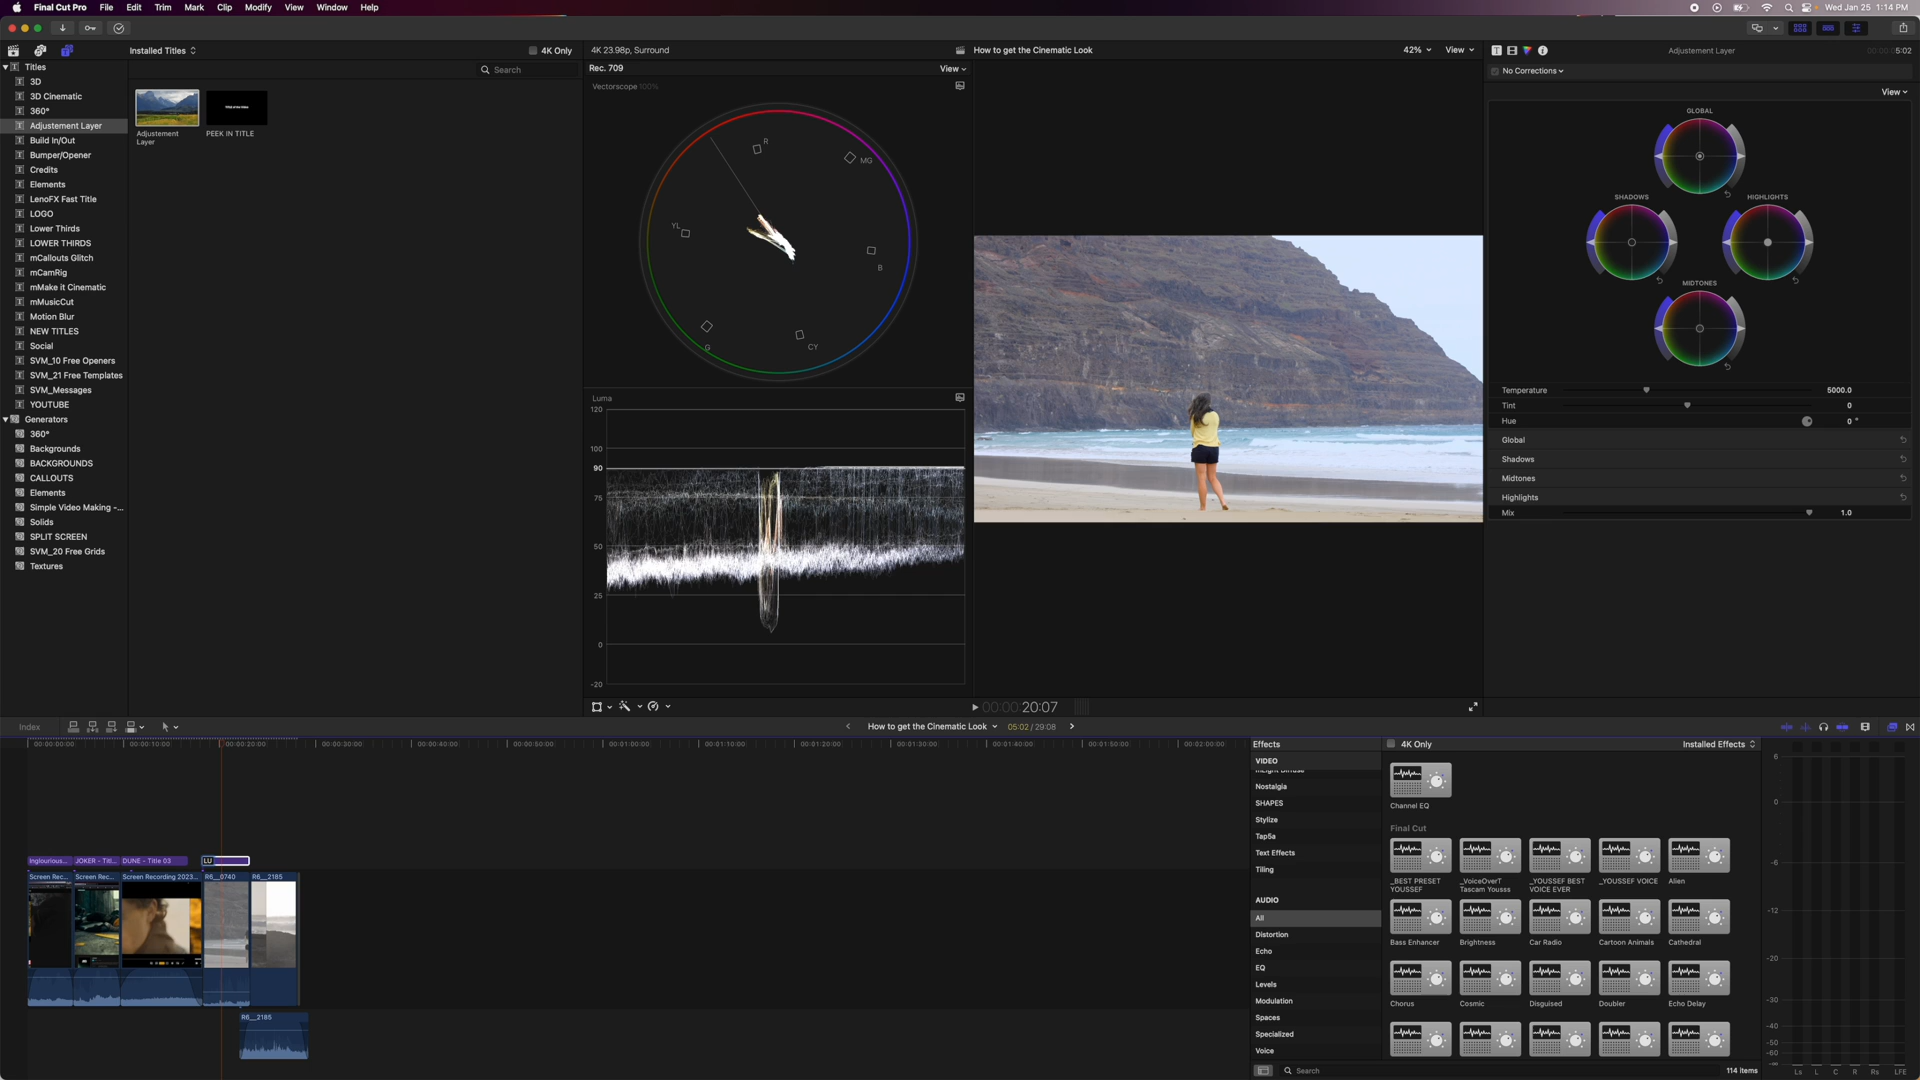 Final Cut Pro File Edit Trim Mark Clip Modify View Window Help
Wed Jan 25 1:14 PM
Installed Titles
4K Only
Search
Titles
3D
3D Cinematic
360°
Adjustement Layer
Build In/Out
Bumper/Opener
Credits
Elements
LenoFX Fast Title
LOGO
Lower Thirds
LOWER THIRDS
mCallouts Glitch
mCamRig
mMake it Cinematic
mMusicCut
Motion Blur
NEW TITLES
Social
SVM_10 Free Openers
SVM_21 Free Templates
SVM_Messages
YOUTUBE
Generators
360°
Backgrounds
BACKGROUNDS
CALLOUTS
Elements
Simple Video Making -...
Solids
SPLIT SCREEN
SVM_20 Free Grids
Textures
Adjustement
Layer
PEEK IN TITLE
4K 23.98p, Surround
Rec. 709
View
Vectorscope 100%
R
MG
YL
B
G
CY
Luma
120
100
90
75
50
25
0
-20
How to get the Cinematic Look
42%
View
00:00:00:20:07
Adjustment Layer
5:02
No Corrections
View
GLOBAL
SHADOWS
HIGHLIGHTS
MIDTONES
Temperature 5000.0
Tint 0
Hue 0 °
Global
Shadows
Midtones
Highlights
Mix 1.0
Index
How to get the Cinematic Look
05:02 / 29:08
00:00:00:00
00:00:10:00
00:00:20:00
00:00:30:00
00:00:40:00
00:00:50:00
00:01:00:00
00:01:10:00
00:01:20:00
00:01:30:00
00:01:40:00
00:01:50:00
00:02:00:00
Inglourious...
JOKER - Titl...
DUNE - Title 03
LU
Screen Rec...
Screen Rec...
Screen Recording 2023...
R6__0740
R6__2185
R6__2185
Effects
VIDEO
Nostalgia
SHAPES
Stylize
Tap5a
Text Effects
Tiling
AUDIO
All
Distortion
Echo
EQ
Levels
Modulation
Spaces
Specialized
Voice
4K Only
Installed Effects
Channel EQ
Final Cut
_BEST PRESET
YOUSSEF
_VoiceOverT
Tascam Yousss
_YOUSSEF BEST
VOICE EVER
_YOUSSEF VOICE
Alien
Bass Enhancer
Brightness
Car Radio
Cartoon Animals
Cathedral
Chorus
Cosmic
Disguised
Doubler
Echo Delay
Search
114 items
6
0
-6
-12
-20
-30
-40
-50
-60
Ls L C R Rs LFE